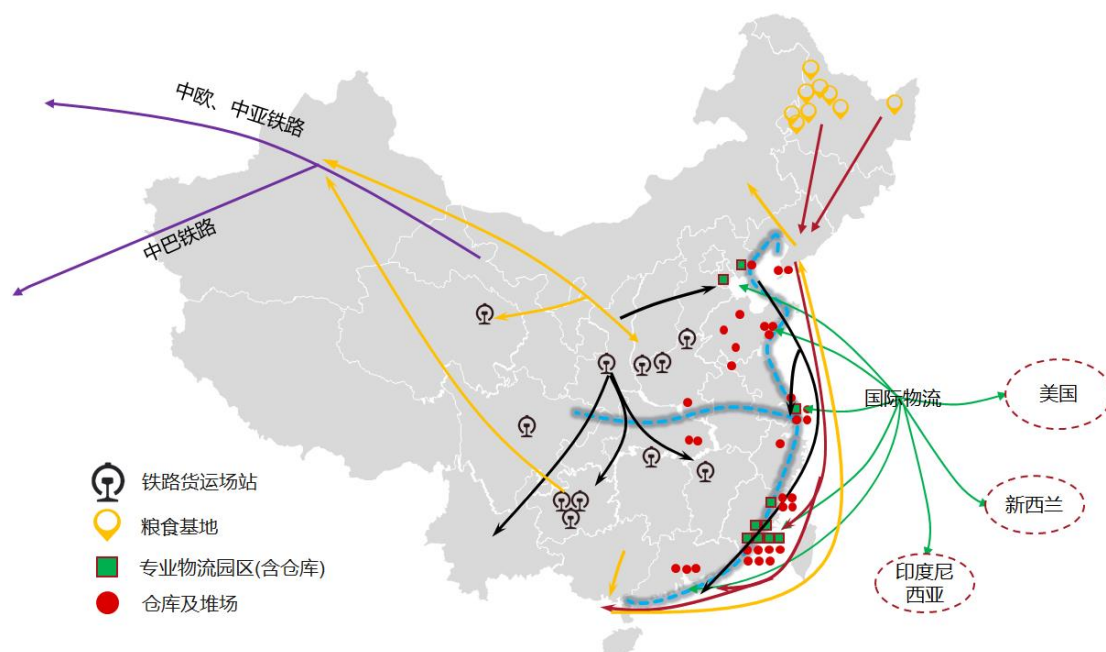 中欧、中亚铁路
中巴铁路
国际物流
美国
新西兰
印度尼
西亚
铁路货运场站
粮食基地
专业物流园区(含仓库)
仓库及堆场